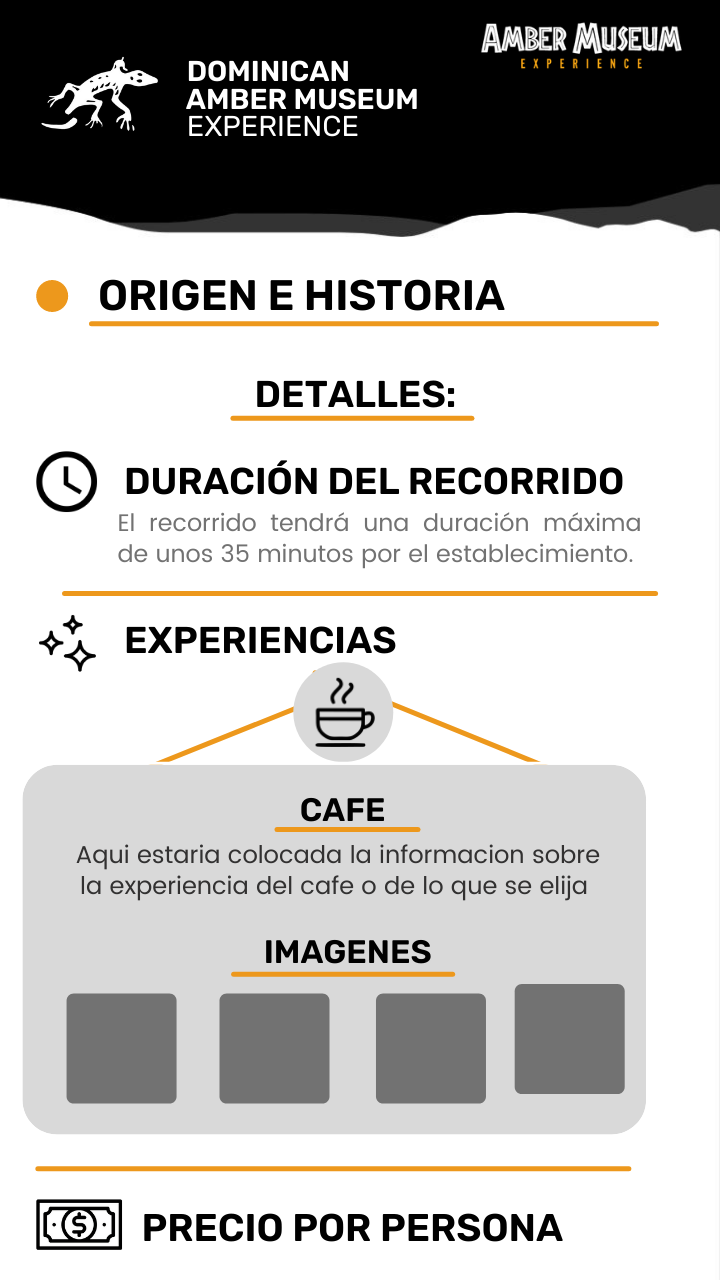 AMBER MUSEUM
EXPERIENCE
DOMINICAN
AMBER MUSEUM
EXPERIENCE
ORIGEN E HISTORIA
DETALLES:
DURACIÓN DEL RECORRIDO
El recorrido tendrá una duración máxima
de unos 35 minutos por el establecimiento.
EXPERIENCIAS
CAFE
Aqui estaria colocada la informacion sobre
la experiencia del cafe o de lo que se elija
IMAGENES
$
PRECIO POR PERSONA